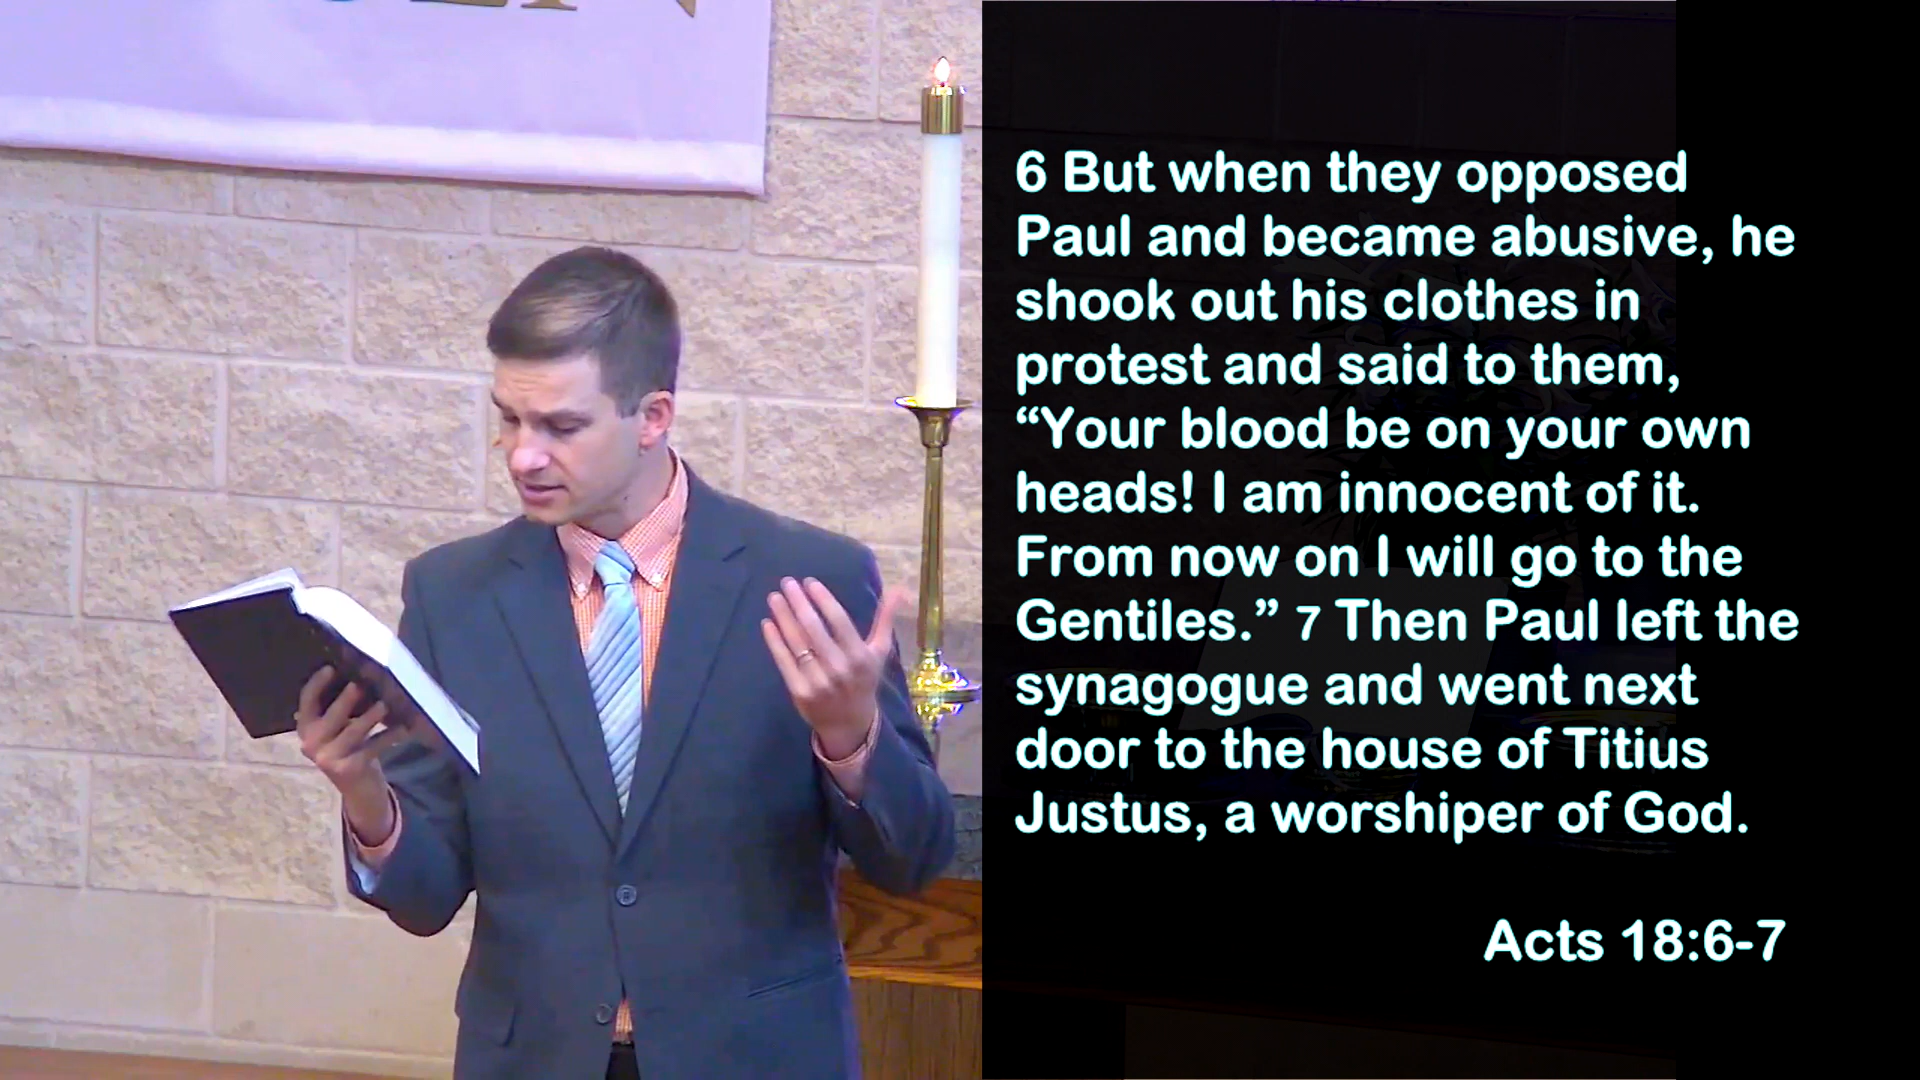 6 But when they opposed
Paul and became abusive, he
shook out his clothes in
protest and said to them,
“Your blood be on your own
heads! I am innocent of it.
From now on I will go to the
Gentiles.” 7 Then Paul left the
synagogue and went next
door to the house of Titius
Justus, a worshiper of God.
Acts 18:6-7